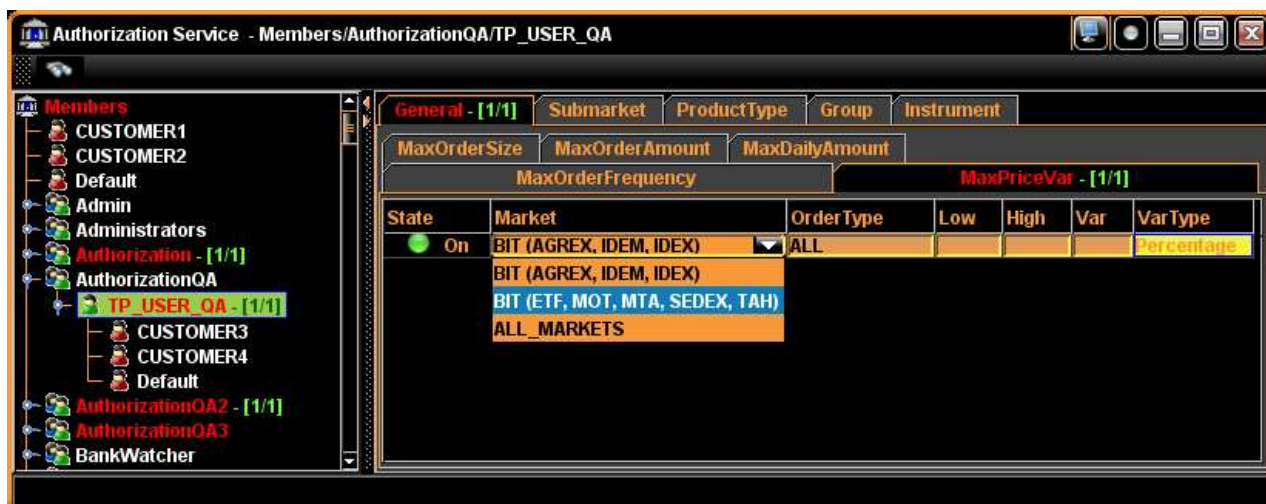 Authorization Service - Members/AuthorizationQA/TP_USER_QA
Members
CUSTOMER1
CUSTOMER2
Default
Admin
Administrators
Authorization - [1/1]
AuthorizationQA
TP_USER_QA - [1/1]
CUSTOMER3
CUSTOMER4
Default
AuthorizationQA2 - [1/1]
AuthorizationQA3
BankWatcher
General - [1/1] Submarket ProductType Group Instrument
MaxOrderSize MaxOrderAmount MaxDailyAmount
MaxOrderFrequency MaxPriceVar - [1/1]
State Market OrderType Low High Var VarType
On BIT (AGREX, IDEM, IDEX) ALL Percentage
BIT (AGREX, IDEM, IDEX)
BIT (ETF, MOT, MTA, SEDEX, TAH)
ALL_MARKETS